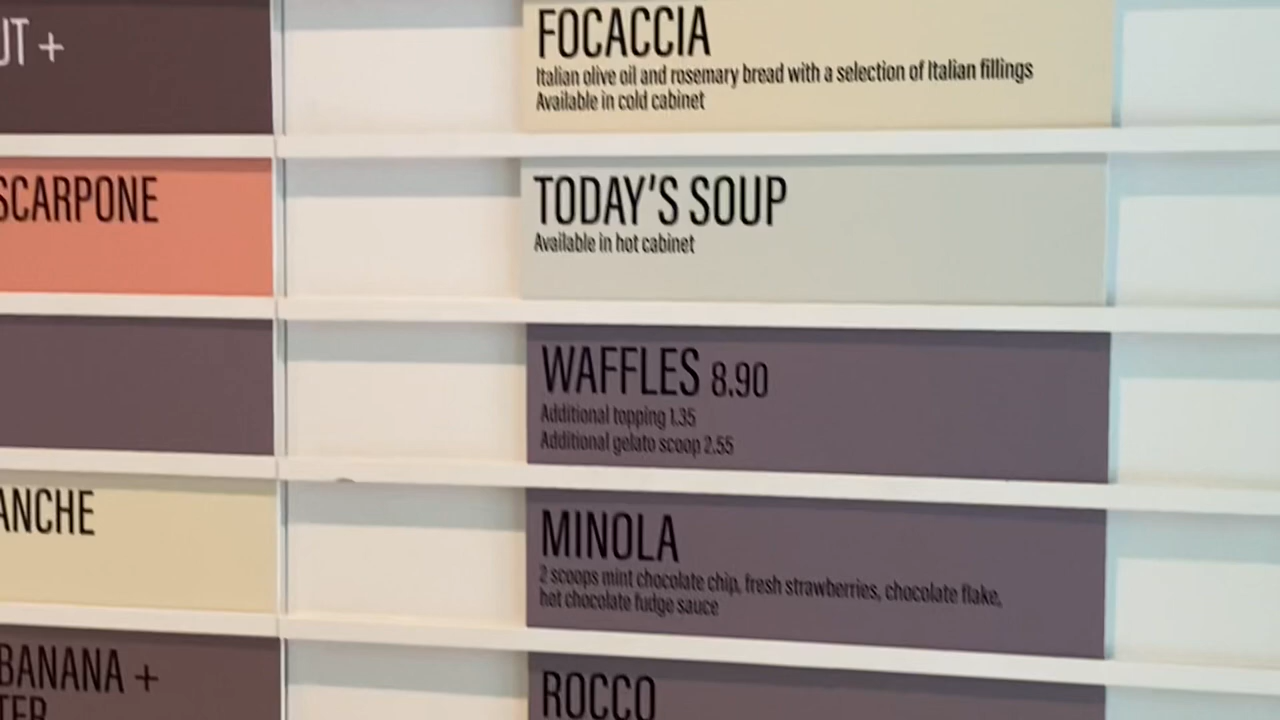 UT +
SCARPONE
ANCHE
BANANA +
TER
FOCACCIA
Italian olive oil and rosemary bread with a selection of Italian fillings
Available in cold cabinet
TODAY'S SOUP
Available in hot cabinet
WAFFLES 8.90
Additional topping 1.35
Additional gelato scoop 2.55
MINOLA
2 scoops mint chocolate chip, fresh strawberries, chocolate flake,
hot chocolate fudge sauce
ROCCO